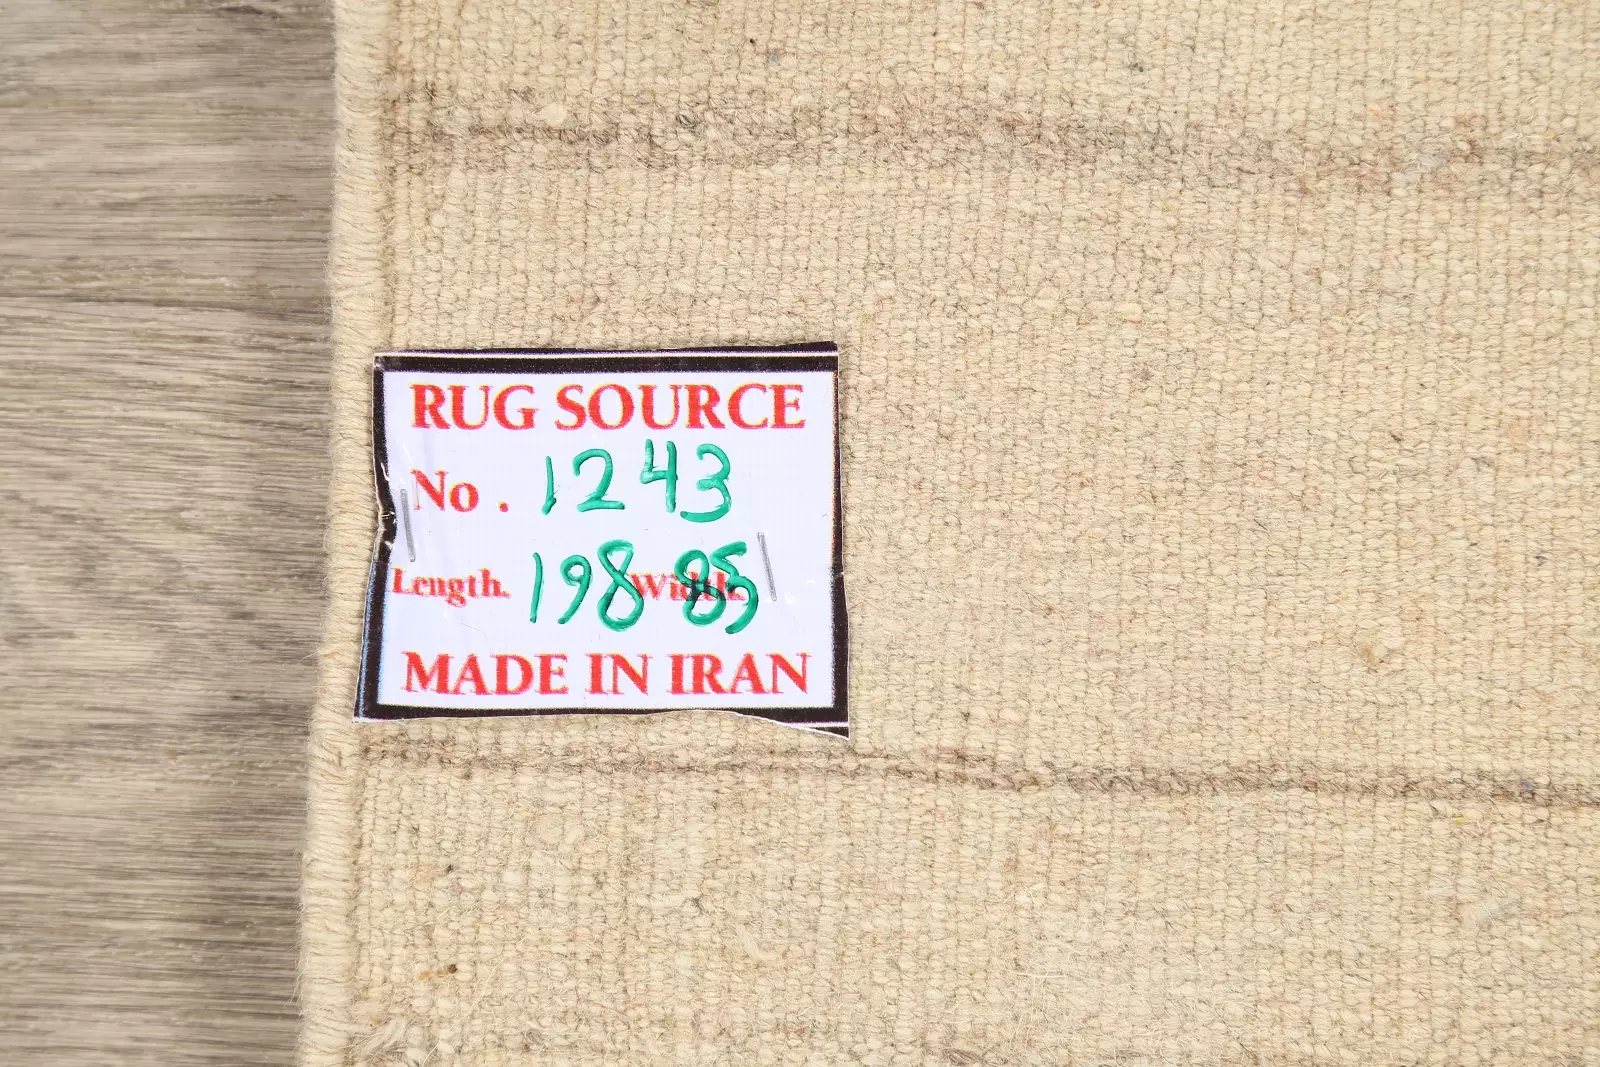 RUG SOURCE
No. 1243
Length. 198 Width. 85
MADE IN IRAN